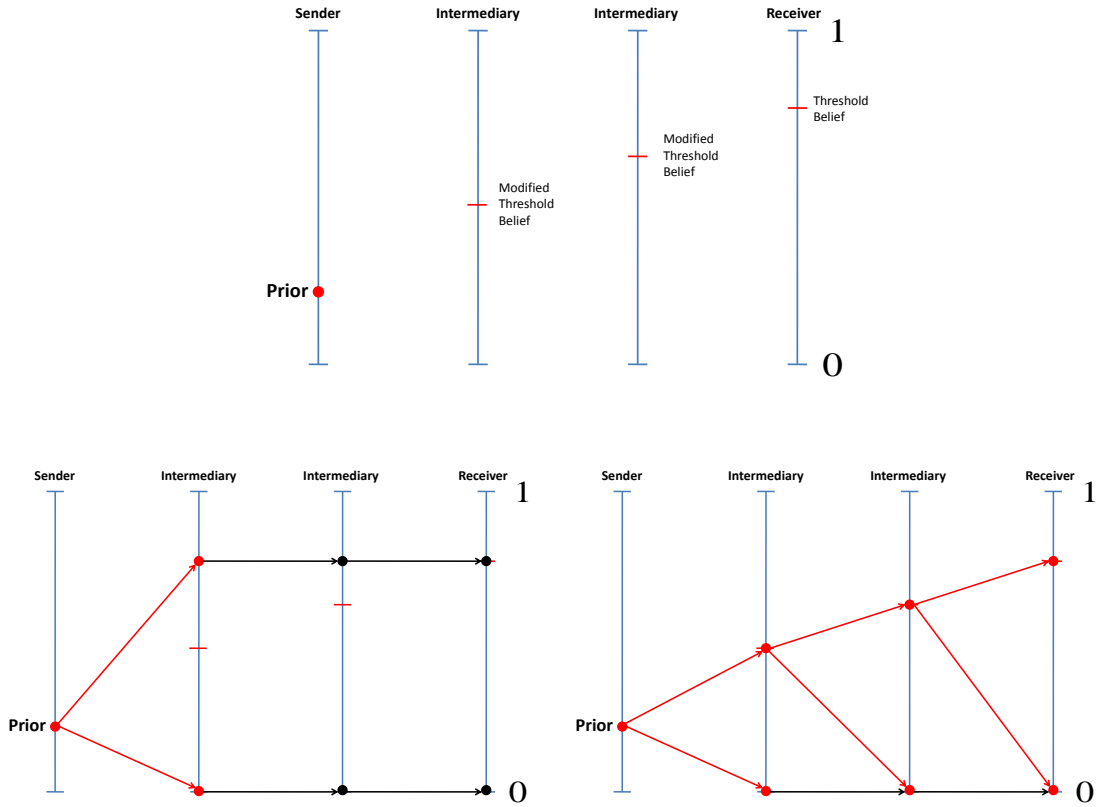 Sender
Intermediary
Intermediary
Receiver
1
Threshold
Belief
Modified
Threshold
Belief
Modified
Threshold
Belief
Prior
0
Sender
Intermediary
Intermediary
Receiver
1
Prior
0
Sender
Intermediary
Intermediary
Receiver
1
Prior
0